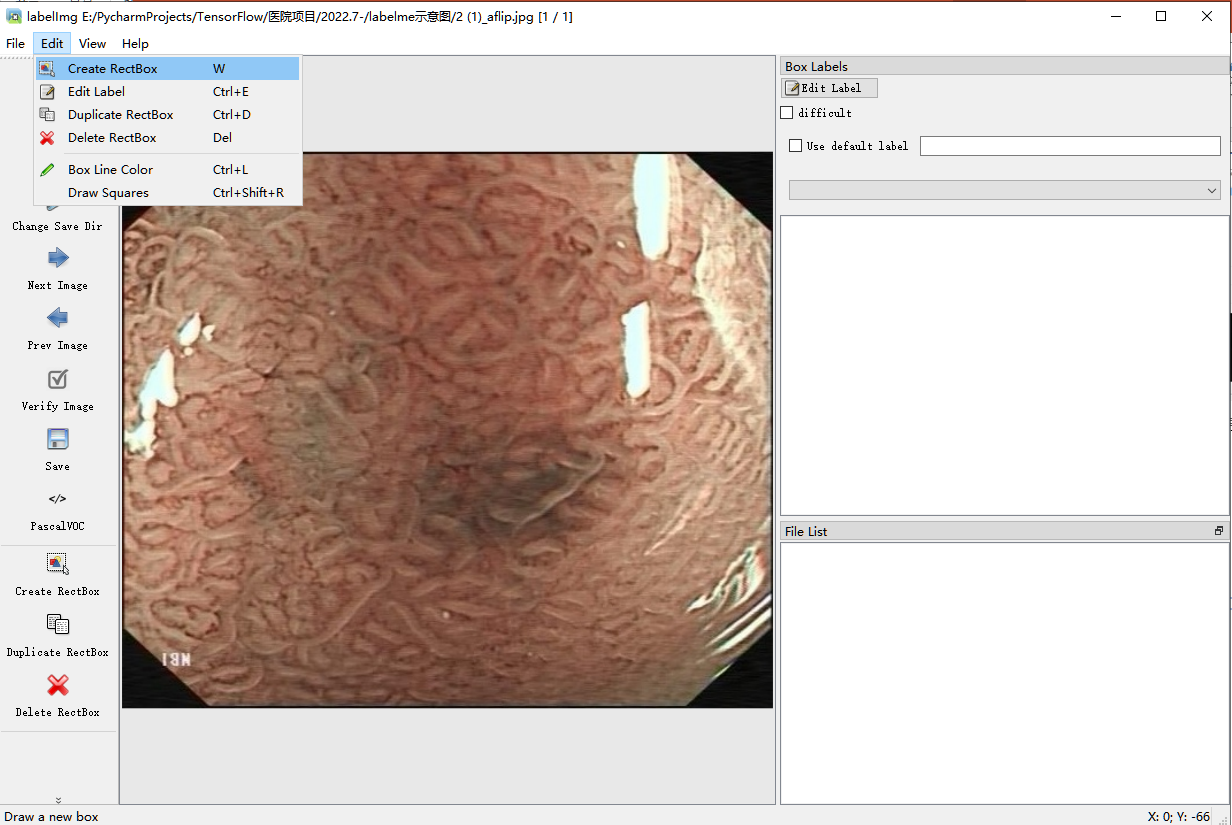 labelImg E:/PycharmProjects/TensorFlow/医院项目/2022.7-/labelme示意图/2 (1)_aflip.jpg [1 / 1]
File Edit View Help
Create RectBox W
Edit Label Ctrl+E
Duplicate RectBox Ctrl+D
Delete RectBox Del
Box Line Color Ctrl+L
Draw Squares Ctrl+Shift+R
Change Save Dir
Next Image
Prev Image
Verify Image
Save
</>
PascalVOC
Create RectBox
Duplicate RectBox
Delete RectBox
NBI
Box Labels
Edit Label
difficult
Use default label
File List
Draw a new box
X: 0; Y: -66